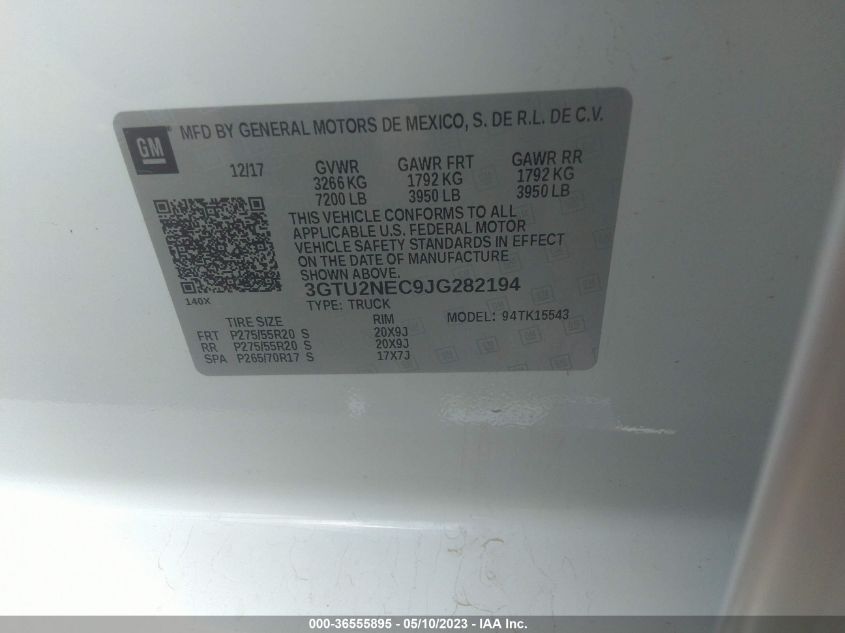 GM
MFD BY GENERAL MOTORS DE MEXICO, S. DE R.L. DE C.V.
12/17 GVWR GAWR FRT GAWR RR
3266 KG 1792 KG 1792 KG
7200 LB 3950 LB 3950 LB
THIS VEHICLE CONFORMS TO ALL
APPLICABLE U.S. FEDERAL MOTOR
VEHICLE SAFETY STANDARDS IN EFFECT
ON THE DATE OF MANUFACTURE
SHOWN ABOVE.
140X
3GTU2NEC9JG282194
TYPE: TRUCK
TIRE SIZE RIM MODEL: 94TK15543
FRT P275/55R20 S 20X9J
RR P275/55R20 S 20X9J
SPA P265/70R17 S 17X7J
000-36555895 - 05/10/2023 - IAA Inc.